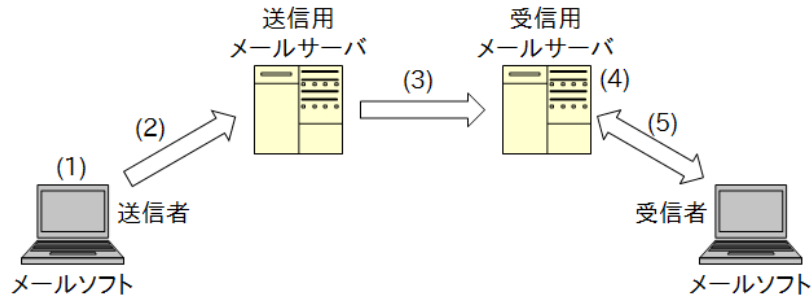 送信用
メールサーバ
受信用
メールサーバ
(1)
(2)
(3)
(4)
(5)
送信者
受信者
メールソフト
メールソフト